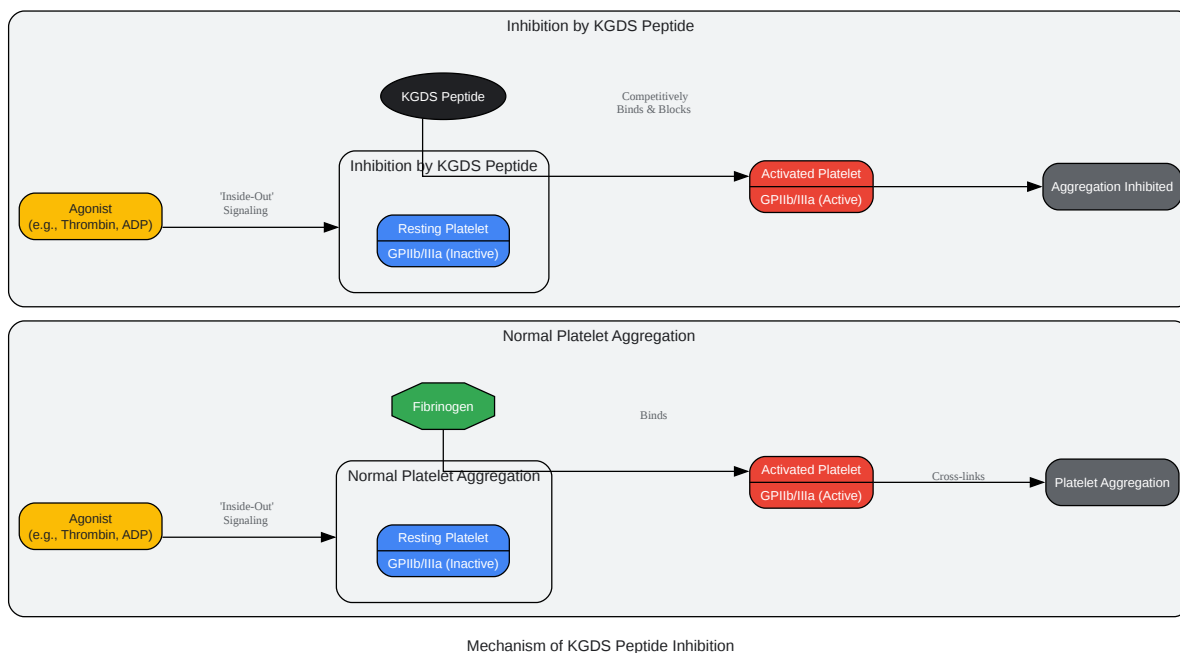 Inhibition by KGDS Peptide
KGDS Peptide
Competitively
Binds & Blocks
Inhibition by KGDS Peptide
Activated Platelet
GPIIb/IIIa (Active)
Aggregation Inhibited
Agonist
(e.g., Thrombin, ADP)
'Inside-Out'
Signaling
Resting Platelet
GPIIb/IIIa (Inactive)
Normal Platelet Aggregation
Fibrinogen
Binds
Normal Platelet Aggregation
Activated Platelet
GPIIb/IIIa (Active)
Cross-links
Platelet Aggregation
Agonist
(e.g., Thrombin, ADP)
'Inside-Out'
Signaling
Resting Platelet
GPIIb/IIIa (Inactive)
Mechanism of KGDS Peptide Inhibition